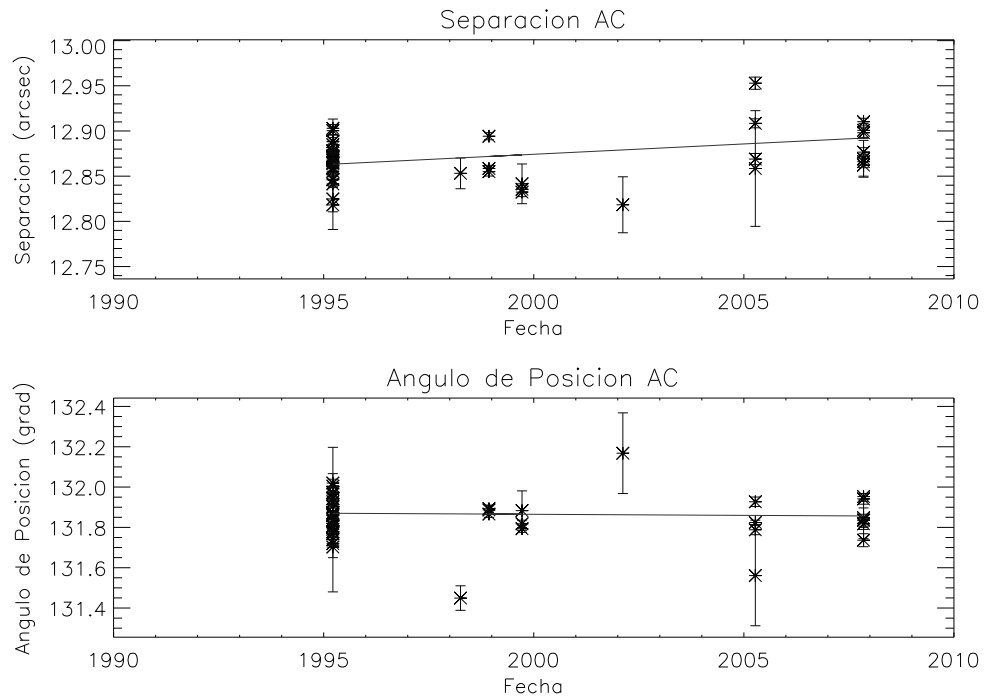 Separacion AC
Separacion (arcsec)
13.00
12.95
12.90
12.85
12.80
12.75
1990 1995 2000 2005 2010
Fecha
Angulo de Posicion AC
Angulo de Posicion (grad)
132.4
132.2
132.0
131.8
131.6
131.4
1990 1995 2000 2005 2010
Fecha